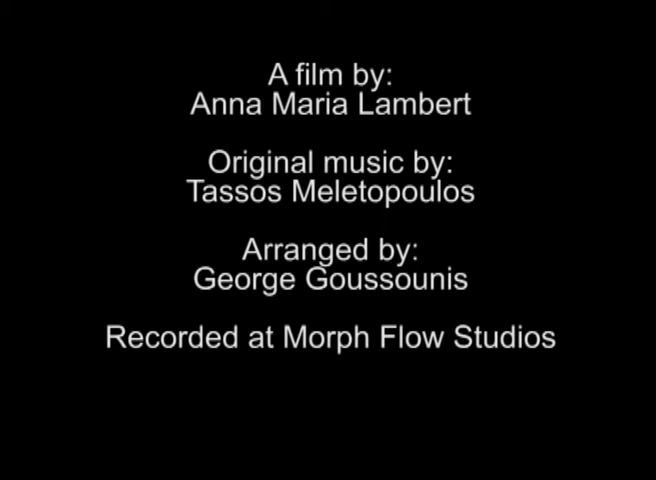 A film by:
Anna Maria Lambert
Original music by:
Tassos Meletopoulos
Arranged by:
George Goussounis
Recorded at Morph Flow Studios